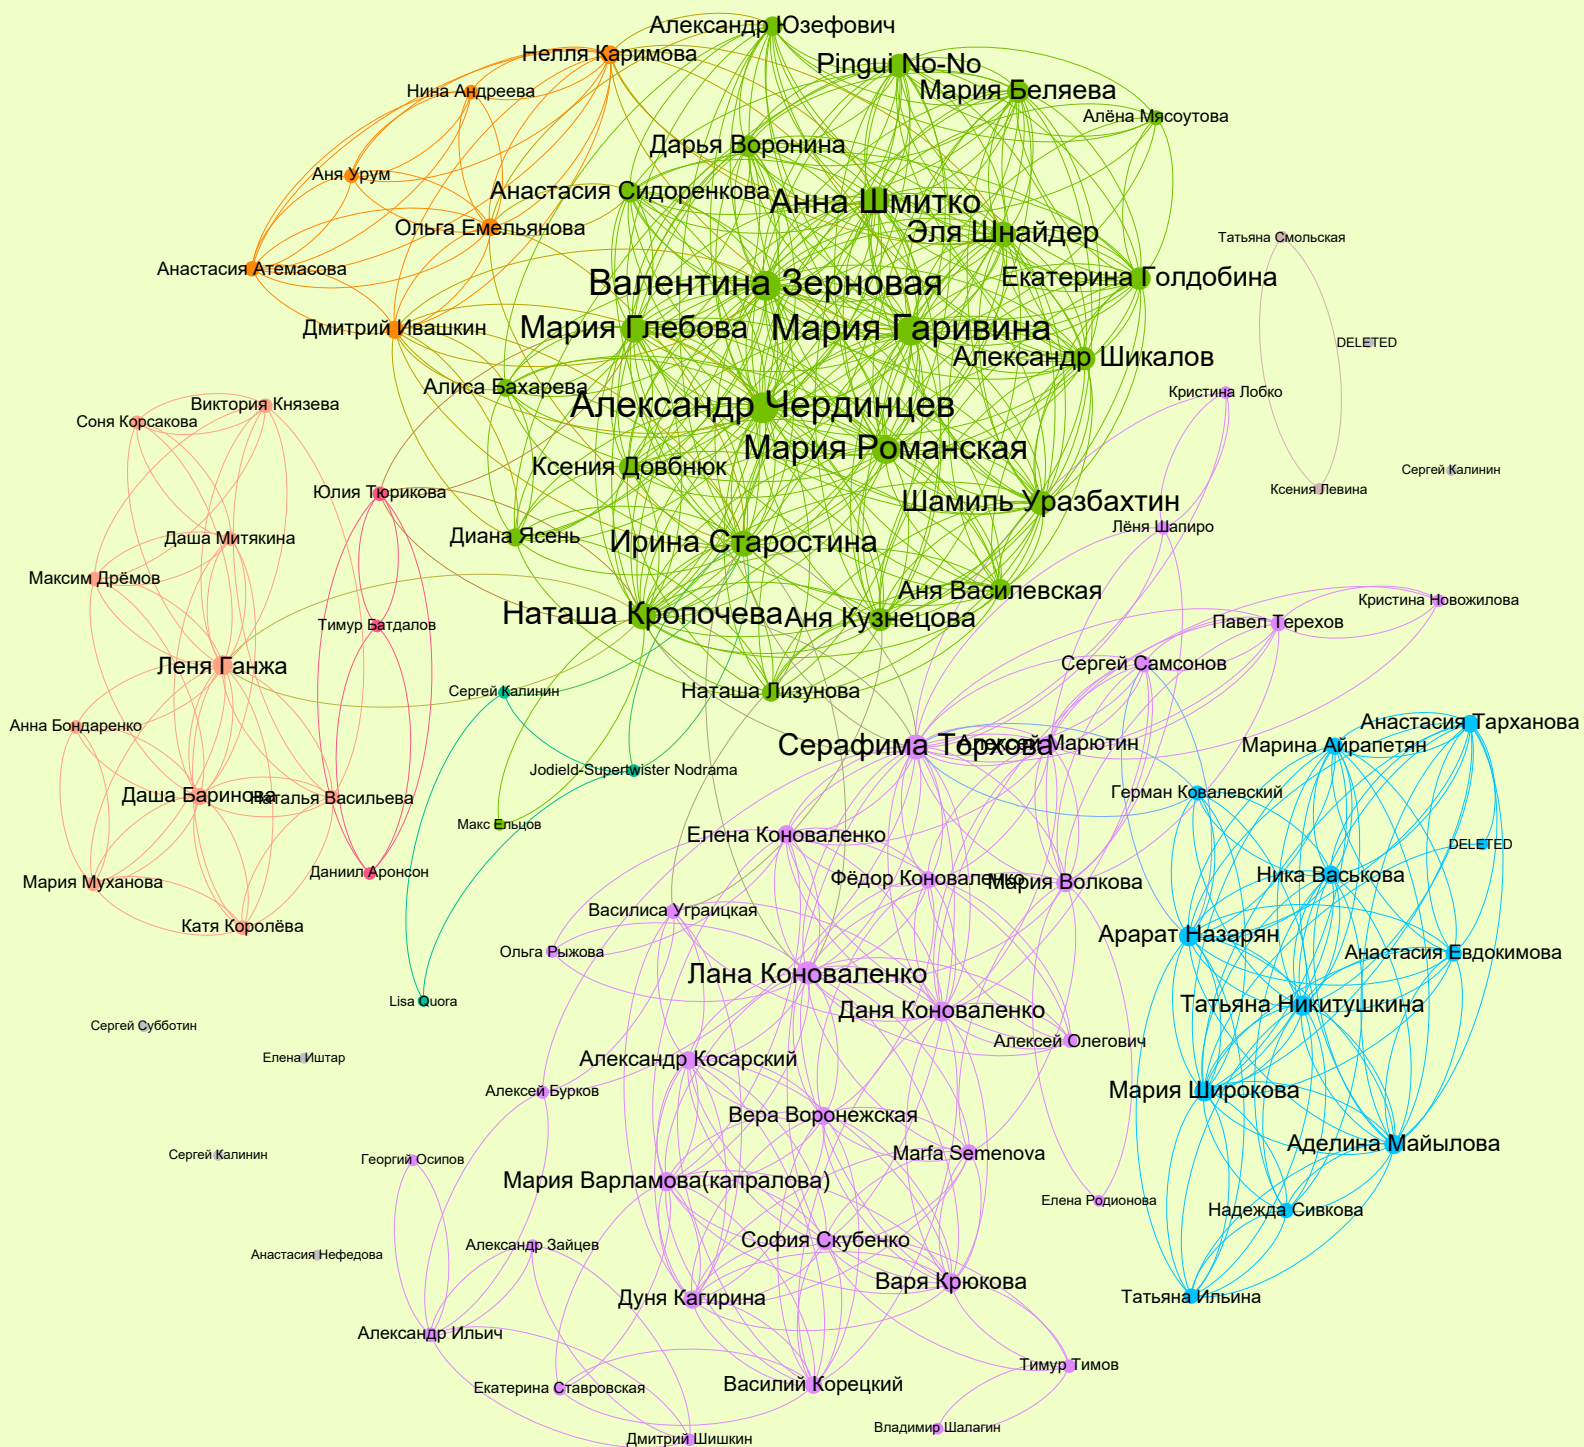 Александр Юзефович
Нелля Каримова
Pingui No-No
Нина Андреева
Мария Беляева
Алёна Мясоутова
Дарья Воронина
Аня Урум
Анастасия Сидоренкова
Анна Шмитко
Ольга Емельянова
Эля Шнайдер
Татьяна Смольская
Анастасия Атемасова
Валентина Зерновая
Екатерина Голдобина
Дмитрий Ивашкин
Мария Глебова
Мария Гаривина
DELETED
Александр Шикалов
Алиса Бахарева
Кристина Лобко
Виктория Князева
Александр Чердинцев
Соня Корсакова
Мария Романская
Ксения Довбнюк
Сергей Калинин
Юлия Тюрикова
Ксения Левина
Шамиль Уразбахтин
Лёня Шапиро
Даша Митякина
Диана Ясень
Ирина Старостина
Максим Дрёмов
Аня Василевская
Кристина Новожилова
Наташа Кропочева
Аня Кузнецова
Тимур Батдалов
Павел Терехов
Леня Ганжа
Сергей Самсонов
Сергей Калинин
Наташа Лизунова
Анна Бондаренко
Анастасия Тарханова
Серафима Торхова
Алексей Марютин
Марина Айрапетян
Jodield-Supertwister Nodrama
Даша Баринова
Наталья Васильева
Герман Ковалевский
Макс Ельцов
Елена Коноваленко
DELETED
Даниил Аронсон
Мария Муханова
Фёдор Коноваленко
Мария Волкова
Ника Васькова
Василиса Уграицкая
Катя Королёва
Арарат Назарян
Ольга Рыжова
Анастасия Евдокимова
Лана Коноваленко
Lisa Quora
Даня Коноваленко
Татьяна Никитушкина
Сергей Субботин
Алексей Олегович
Елена Иштар
Александр Косарский
Алексей Бурков
Мария Широкова
Вера Воронежская
Аделина Майылова
Сергей Калинин
Георгий Осипов
Marfa Semenova
Мария Варламова(капралова)
Елена Родионова
Надежда Сивкова
Александр Зайцев
София Скубенко
Анастасия Нефедова
Варя Крюкова
Дуня Кагирина
Татьяна Ильина
Александр Ильич
Тимур Тимов
Екатерина Ставровская
Василий Корецкий
Владимир Шалагин
Дмитрий Шишкин